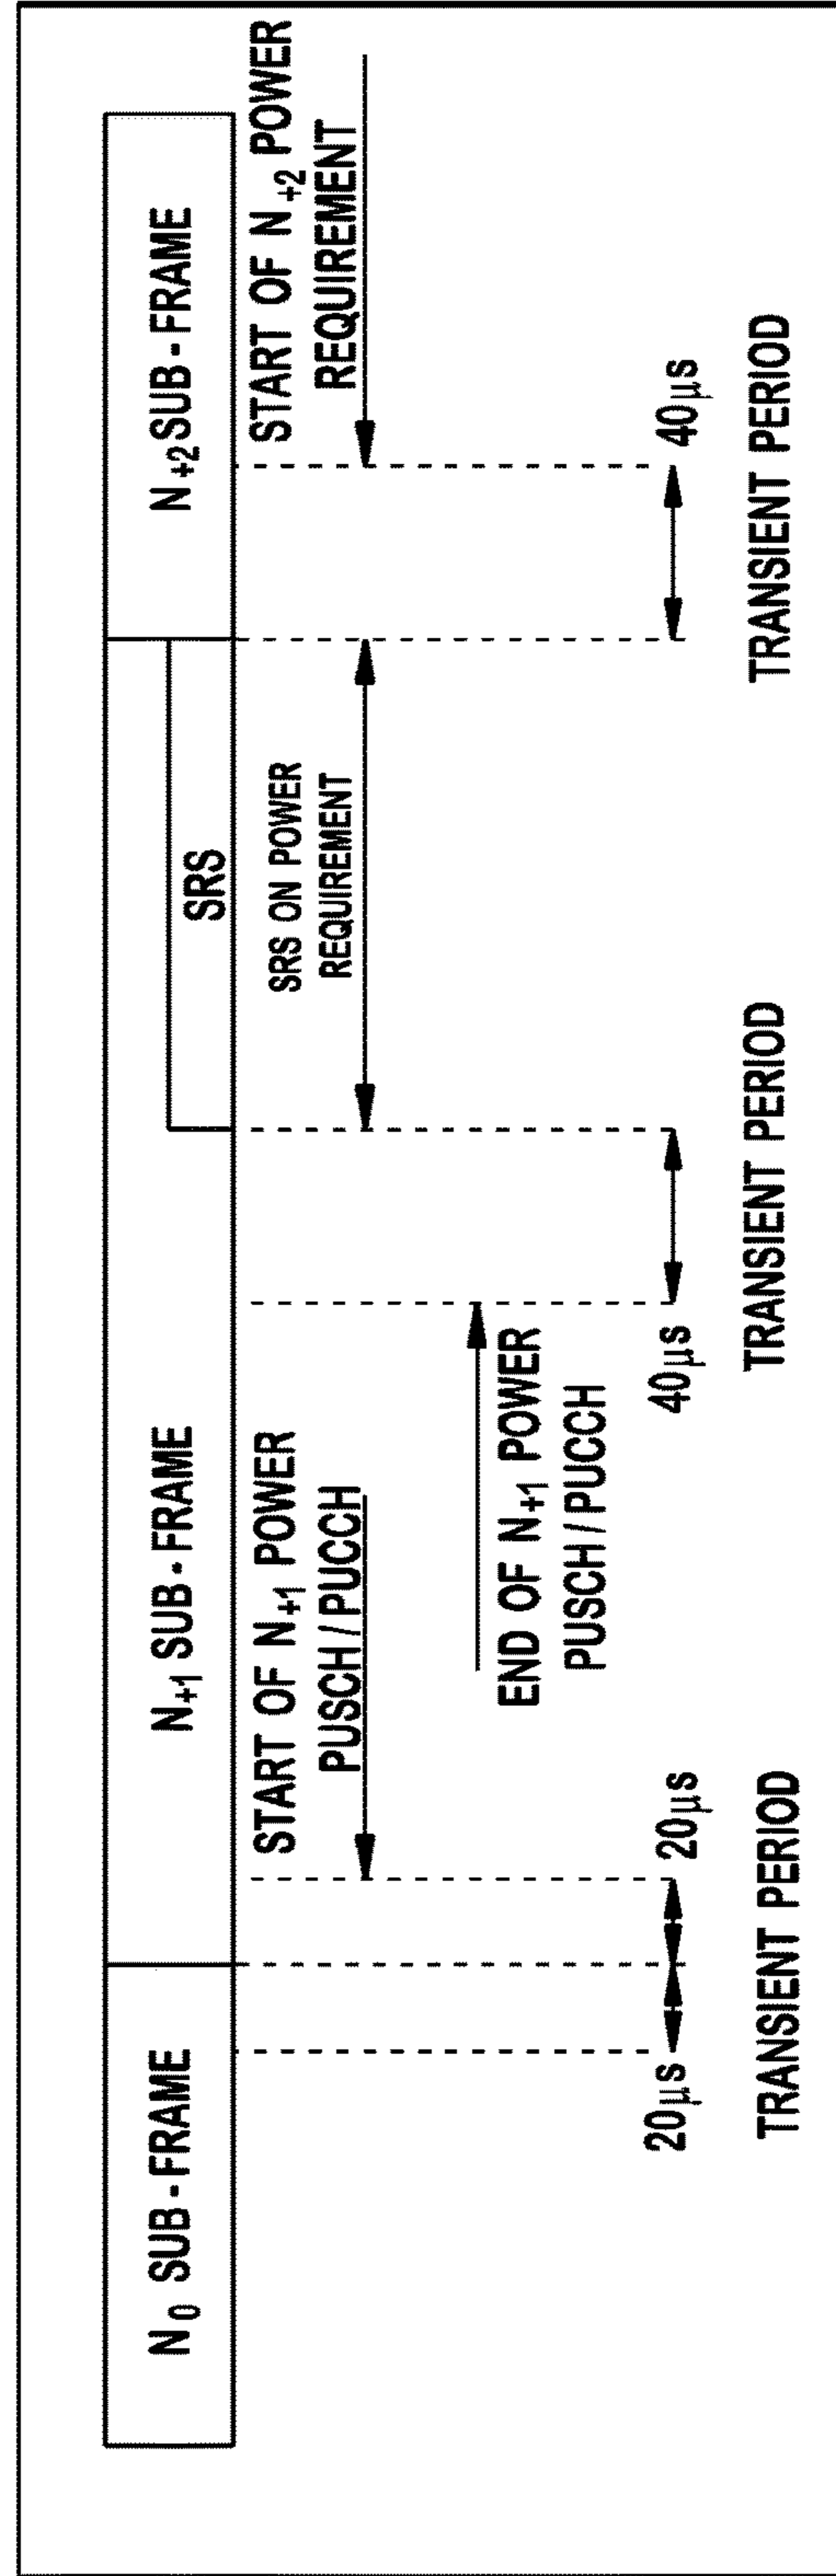 N0 SUB-FRAME
N+1 SUB-FRAME
SRS
N+2 SUB-FRAME
START OF N+1 POWER
PUSCH/PUCCH
SRS ON POWER
REQUIREMENT
START OF N+2 POWER
REQUIREMENT
END OF N+1 POWER
PUSCH/PUCCH
20μs
20μs
40μs
40μs
TRANSIENT PERIOD
TRANSIENT PERIOD
TRANSIENT PERIOD